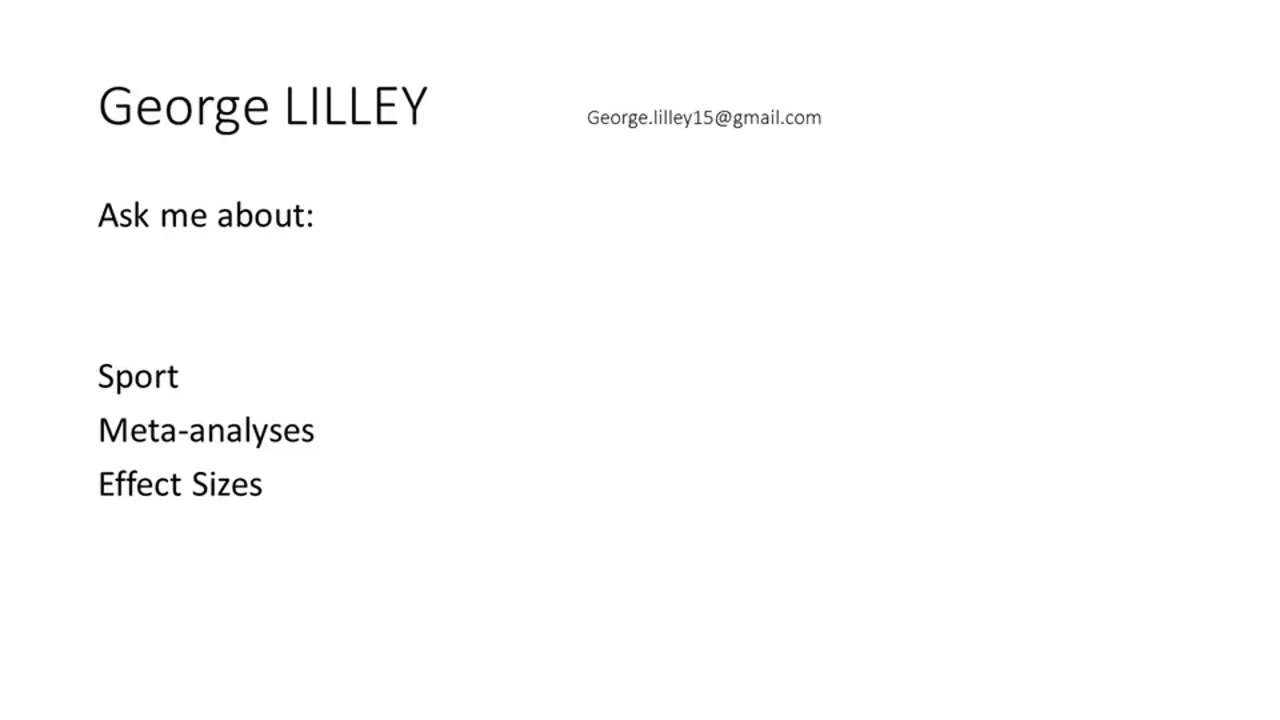 George LILLEY
George.lilley15@gmail.com
Ask me about:
Sport
Meta-analyses
Effect Sizes